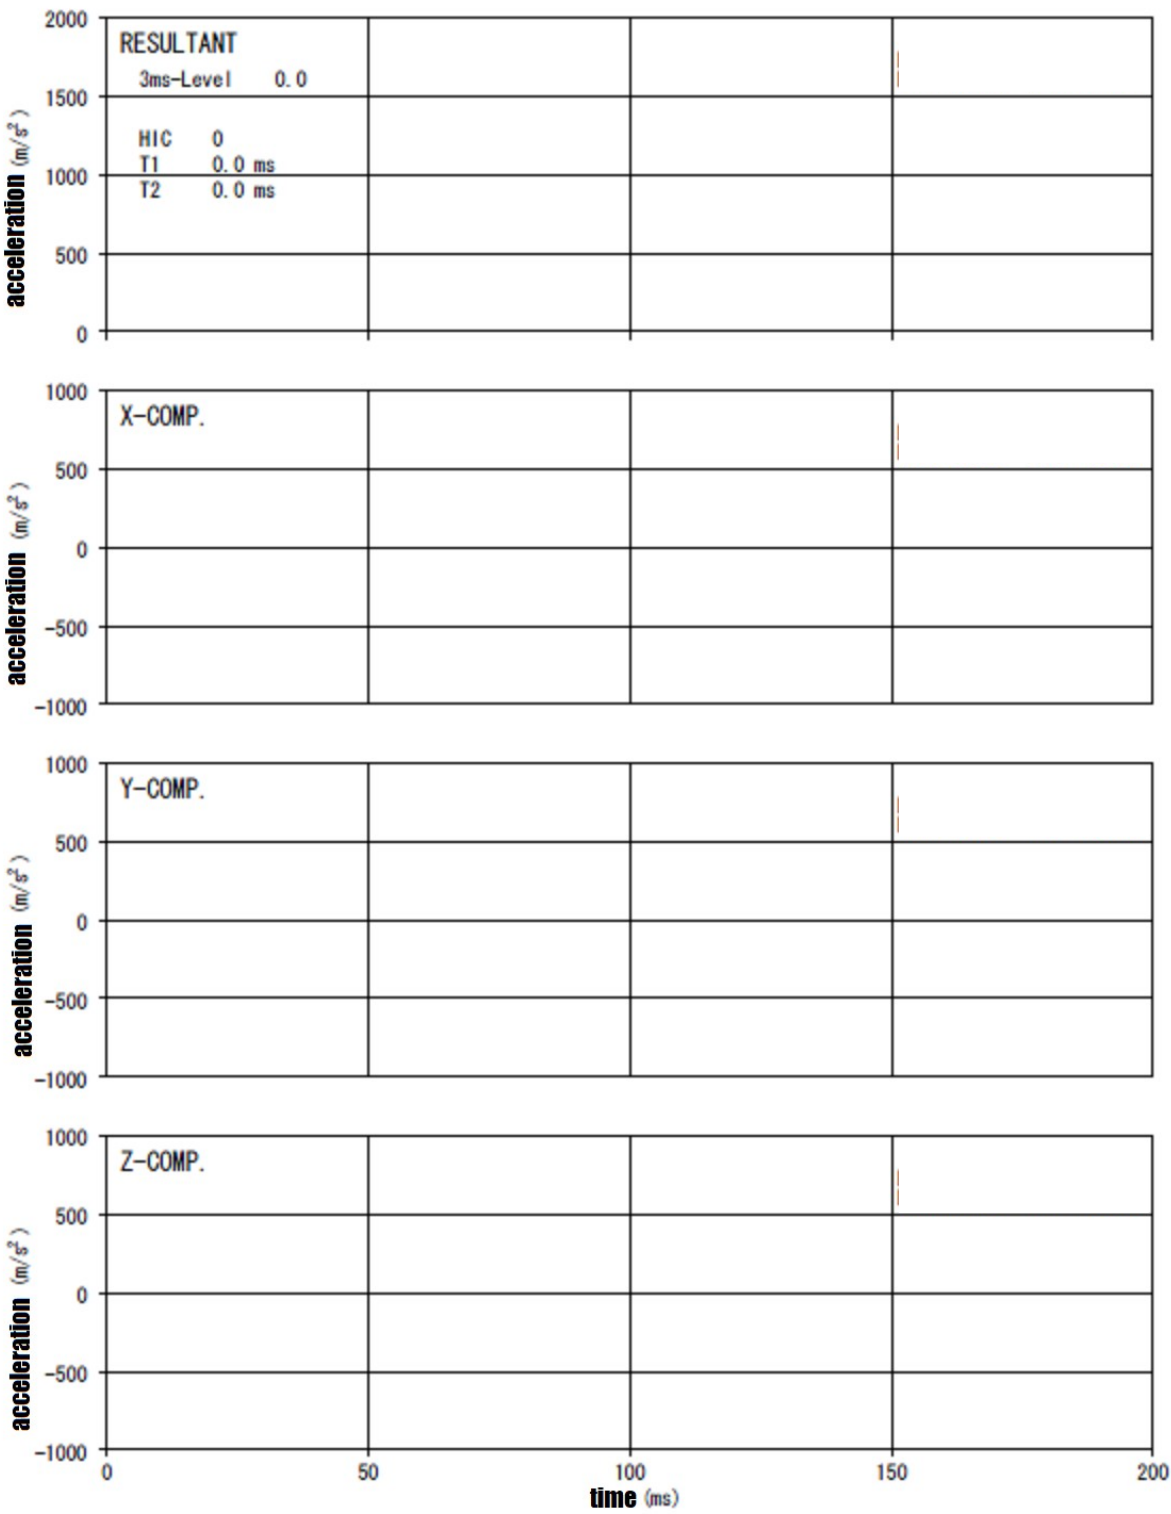 2000
RESULTANT
3ms-Level 0.0
1500
HIC 0
T1 0.0 ms
1000
T2 0.0 ms
500
0
acceleration (m/s²)
1000
X-COMP.
500
0
-500
-1000
acceleration (m/s²)
1000
Y-COMP.
500
0
-500
-1000
acceleration (m/s²)
1000
Z-COMP.
500
0
-500
-1000
acceleration (m/s²)
0 50 100 150 200
time (ms)